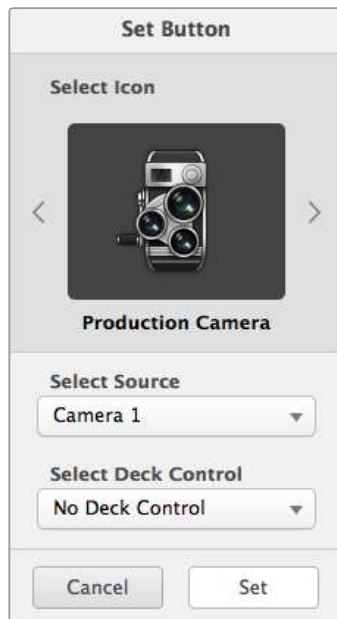 Set Button
Select Icon
Production Camera
Select Source
Camera 1
Select Deck Control
No Deck Control
Cancel Set